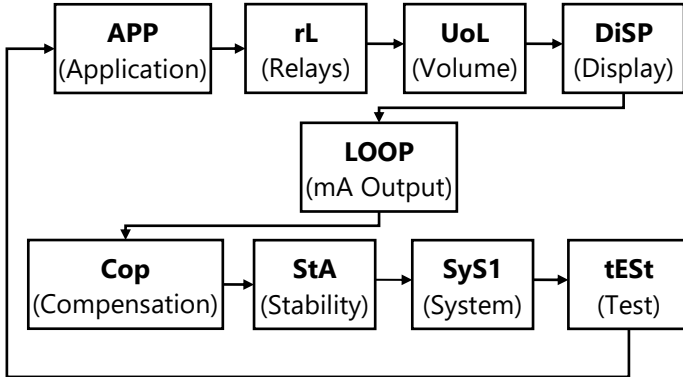 APP
(Application)
rL
(Relays)
UoL
(Volume)
DiSP
(Display)
LOOP
(mA Output)
Cop
(Compensation)
StA
(Stability)
SyS1
(System)
tESt
(Test)